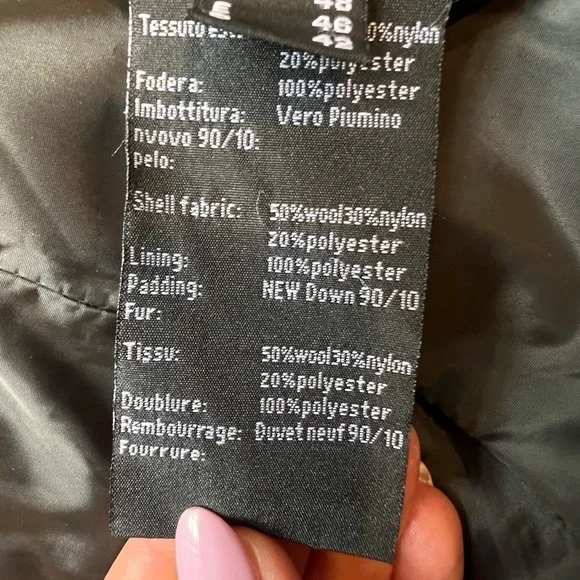 48
E 46
42
Tessuto 0%nylon
20%polyester
Fodera: 100%polyester
Imbottitura: Vero Piumino
nvovo 90/10:
pelo:
Shell fabric: 50%wool30%nylon
20%polyester
Lining: 100%polyester
Padding: NEW Down 90/10
Fur:
Tissu: 50%wool30%nylon
20%polyester
Doublure: 100%polyester
Rembourrage: Duvet neuf 90/10
Fourrure: